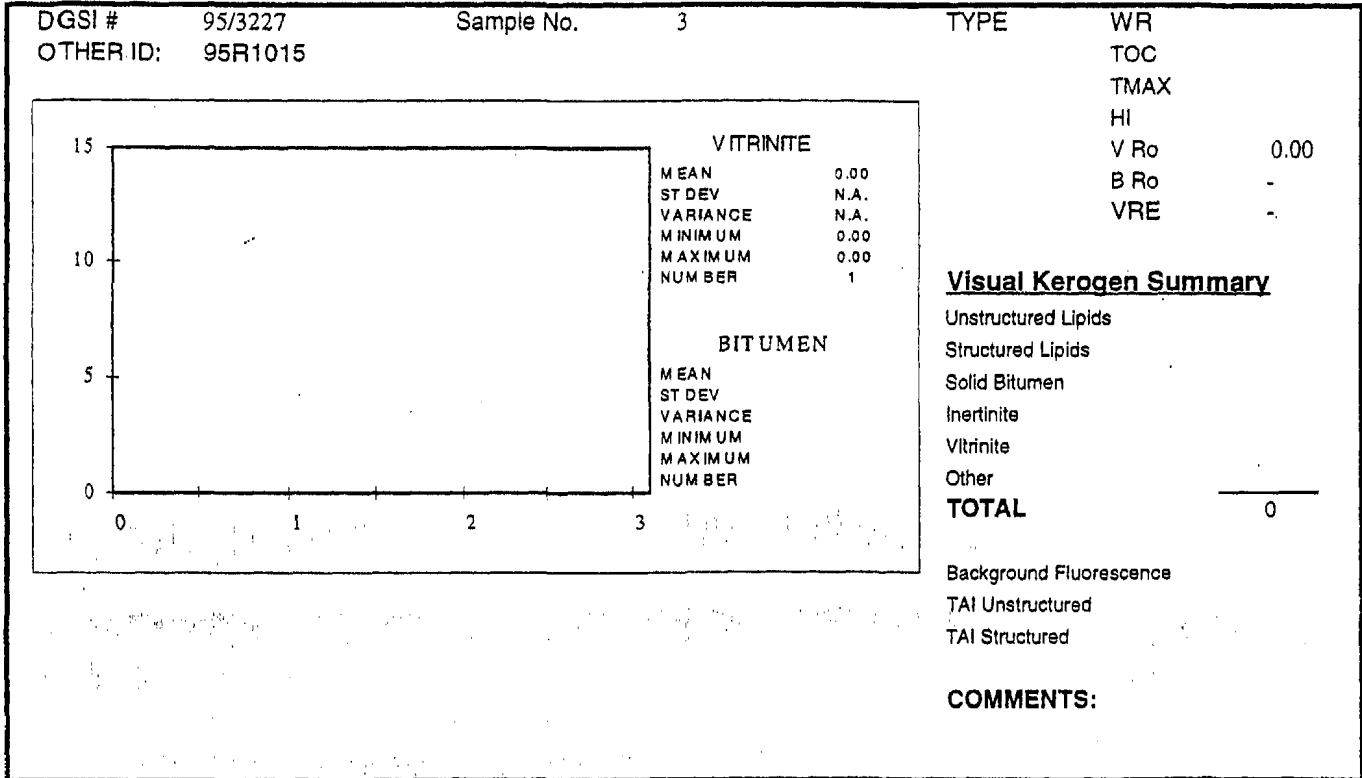 DGSI # 95/3227 Sample No. 3
OTHER ID: 95R1015
TYPE WR
TOC
TMAX
HI
V Ro 0.00
B Ro -
VRE -
15
10
5
0
0 1 2 3
VITRINITE
MEAN 0.00
ST DEV N.A.
VARIANCE N.A.
MINIMUM 0.00
MAXIMUM 0.00
NUMBER 1
BITUMEN
MEAN
ST DEV
VARIANCE
MINIMUM
MAXIMUM
NUMBER
Visual Kerogen Summary
Unstructured Lipids
Structured Lipids
Solid Bitumen
Inertinite
Vitrinite
Other
TOTAL 0
Background Fluorescence
TAI Unstructured
TAI Structured
COMMENTS: